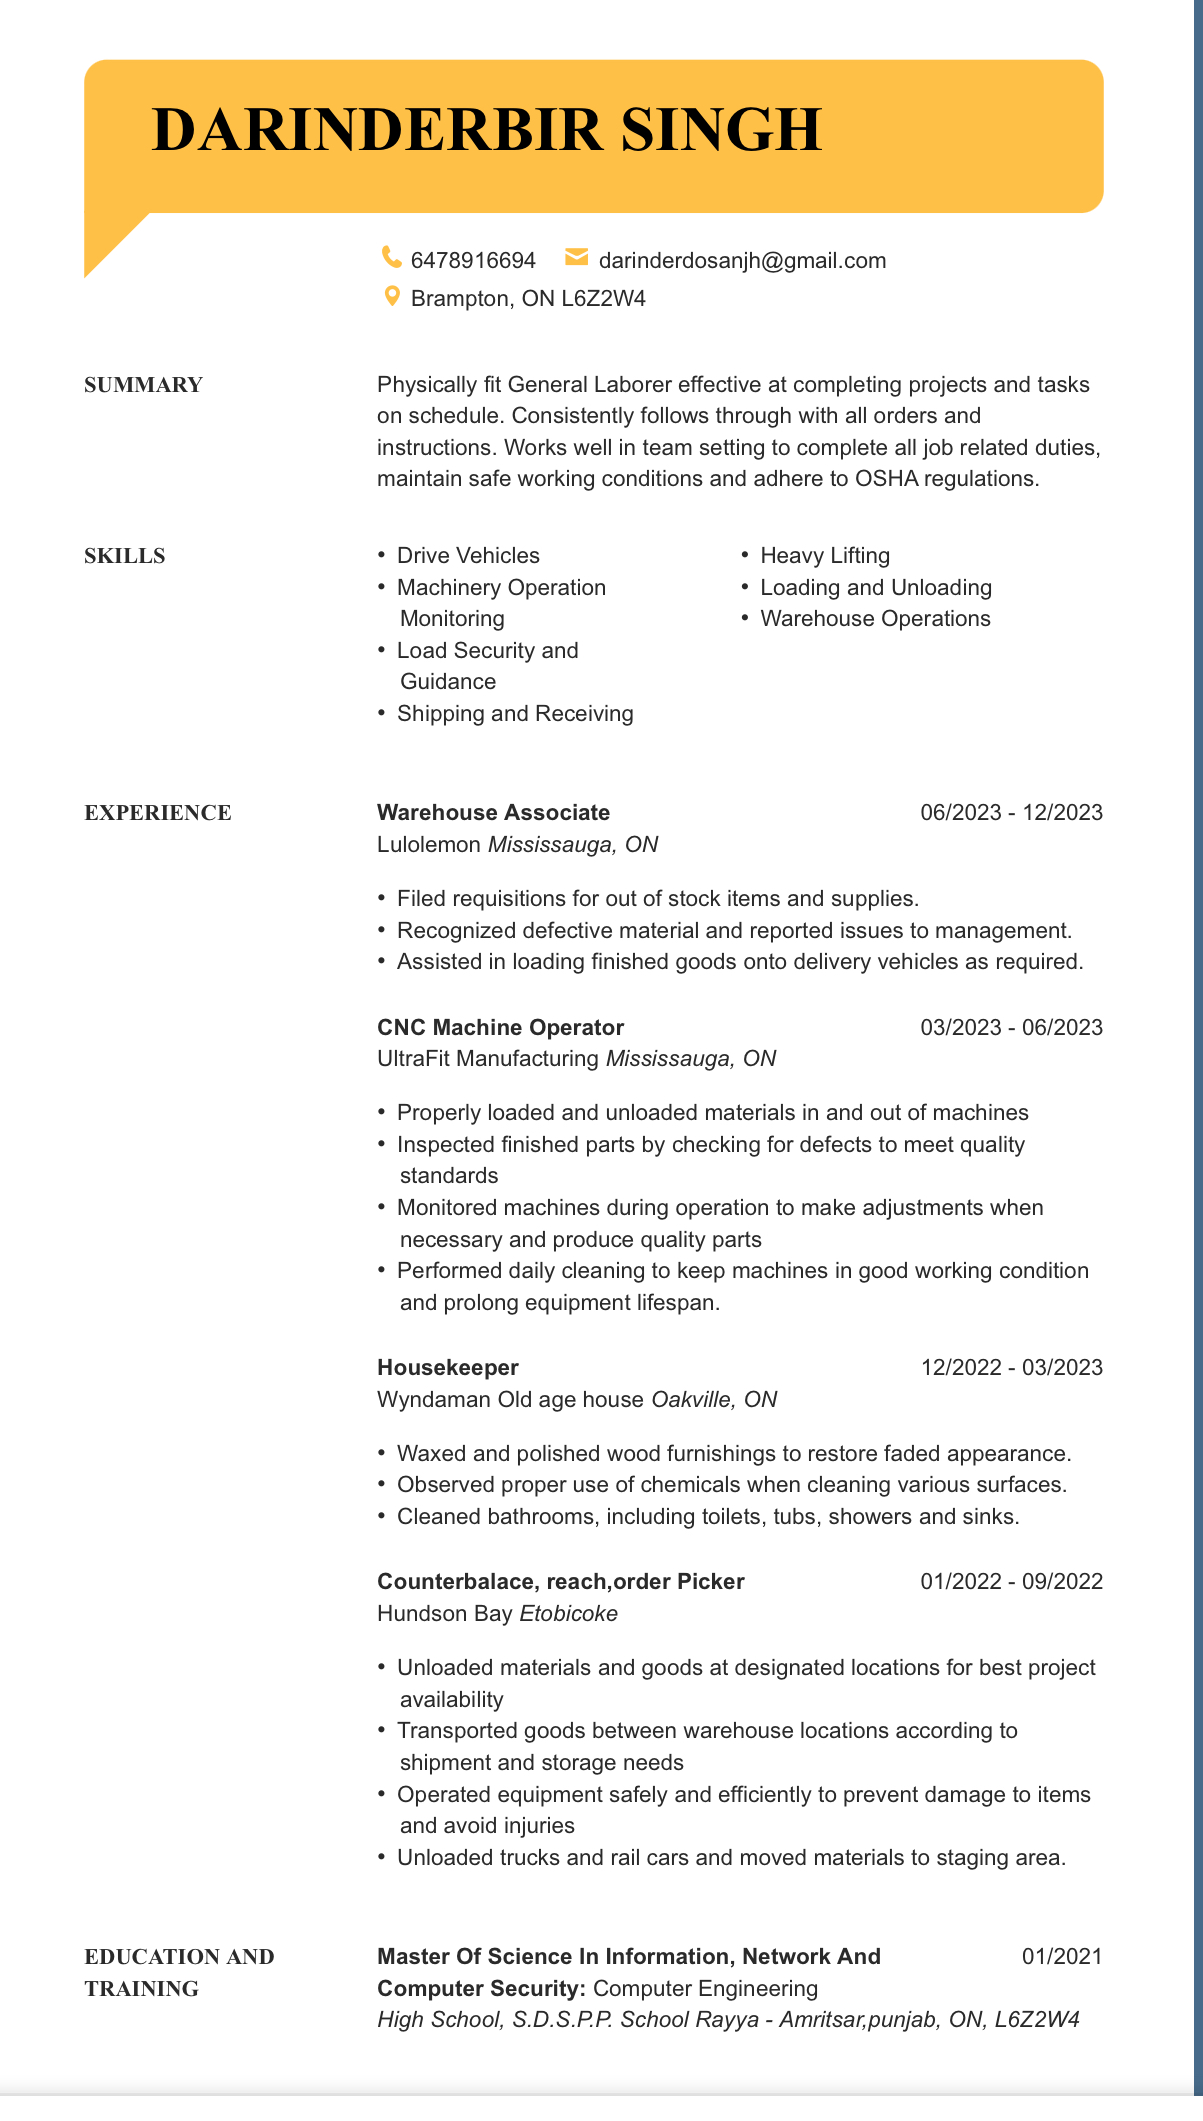 DARINDERBIR SINGH
6478916694 darinderdosanjh@gmail.com
Brampton, ON L6Z2W4
SUMMARY
Physically fit General Laborer effective at completing projects and tasks
on schedule. Consistently follows through with all orders and
instructions. Works well in team setting to complete all job related duties,
maintain safe working conditions and adhere to OSHA regulations.
SKILLS
• Drive Vehicles
• Machinery Operation
Monitoring
• Load Security and
Guidance
• Shipping and Receiving
• Heavy Lifting
• Loading and Unloading
• Warehouse Operations
EXPERIENCE
Warehouse Associate 06/2023 - 12/2023
Lulolemon Mississauga, ON
• Filed requisitions for out of stock items and supplies.
• Recognized defective material and reported issues to management.
• Assisted in loading finished goods onto delivery vehicles as required.
CNC Machine Operator 03/2023 - 06/2023
UltraFit Manufacturing Mississauga, ON
• Properly loaded and unloaded materials in and out of machines
• Inspected finished parts by checking for defects to meet quality
standards
• Monitored machines during operation to make adjustments when
necessary and produce quality parts
• Performed daily cleaning to keep machines in good working condition
and prolong equipment lifespan.
Housekeeper 12/2022 - 03/2023
Wyndaman Old age house Oakville, ON
• Waxed and polished wood furnishings to restore faded appearance.
• Observed proper use of chemicals when cleaning various surfaces.
• Cleaned bathrooms, including toilets, tubs, showers and sinks.
Counterbalace, reach,order Picker 01/2022 - 09/2022
Hundson Bay Etobicoke
• Unloaded materials and goods at designated locations for best project
availability
• Transported goods between warehouse locations according to
shipment and storage needs
• Operated equipment safely and efficiently to prevent damage to items
and avoid injuries
• Unloaded trucks and rail cars and moved materials to staging area.
EDUCATION AND
TRAINING
Master Of Science In Information, Network And 01/2021
Computer Security: Computer Engineering
High School, S.D.S.P.P. School Rayya - Amritsar,punjab, ON, L6Z2W4